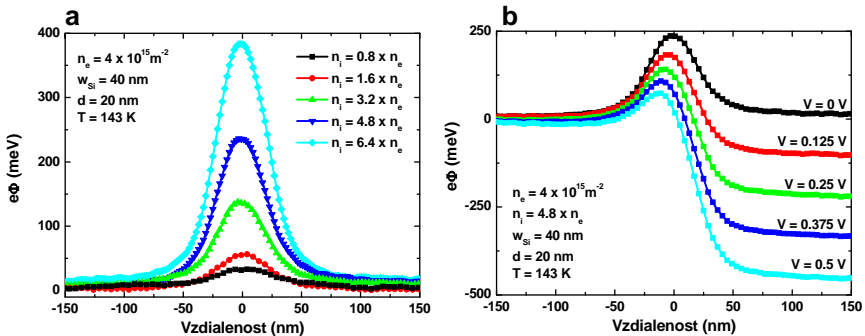 a
n_e = 4 x 10^15 m^-2
w_Si = 40 nm
d = 20 nm
T = 143 K
n_i = 0.8 x n_e
n_i = 1.6 x n_e
n_i = 3.2 x n_e
n_i = 4.8 x n_e
n_i = 6.4 x n_e
400
300
200
100
0
eΦ (meV)
-150 -100 -50 0 50 100 150
Vzdialenost (nm)
b
250
0
-250
-500
eΦ (meV)
V = 0 V
V = 0.125 V
V = 0.25 V
V = 0.375 V
V = 0.5 V
n_e = 4 x 10^15 m^-2
n_i = 4.8 x n_e
w_Si = 40 nm
d = 20 nm
T = 143 K
-150 -100 -50 0 50 100 150
Vzdialenost (nm)